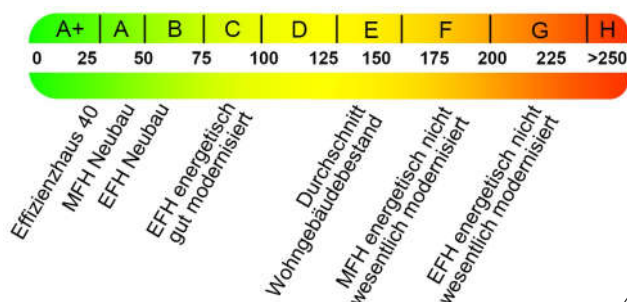 A+ A B C D E F G H
0 25 50 75 100 125 150 175 200 225 >250
Effizienzhaus 40
MFH Neubau
EFH Neubau
EFH energetisch
gut modernisiert
Durchschnitt
Wohngebäudebestand
MFH energetisch nicht
wesentlich modernisiert
EFH energetisch nicht
wesentlich modernisiert